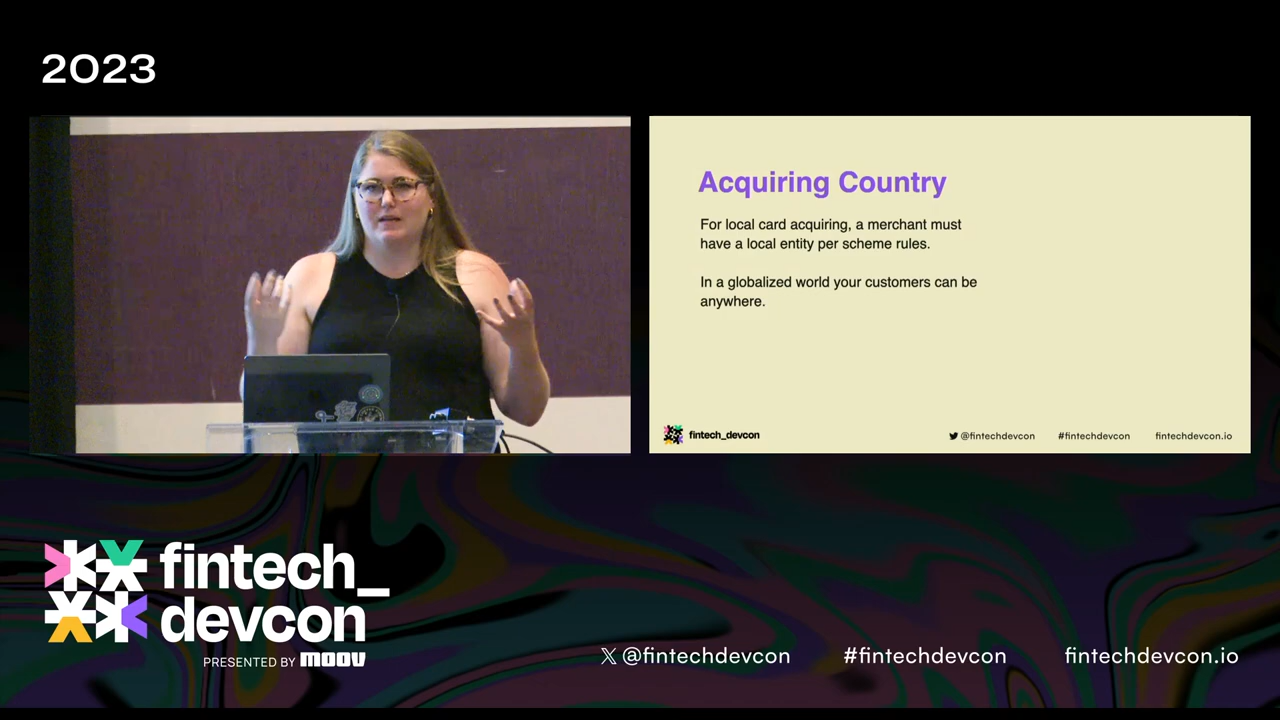 2023
Acquiring Country
For local card acquiring, a merchant must
have a local entity per scheme rules.
In a globalized world your customers can be
anywhere.
fintech_devcon
@fintechdevcon
#fintechdevcon
fintechdevcon.io
fintech_
devcon
PRESENTED BY moov
𝕏 @fintechdevcon
#fintechdevcon
fintechdevcon.io